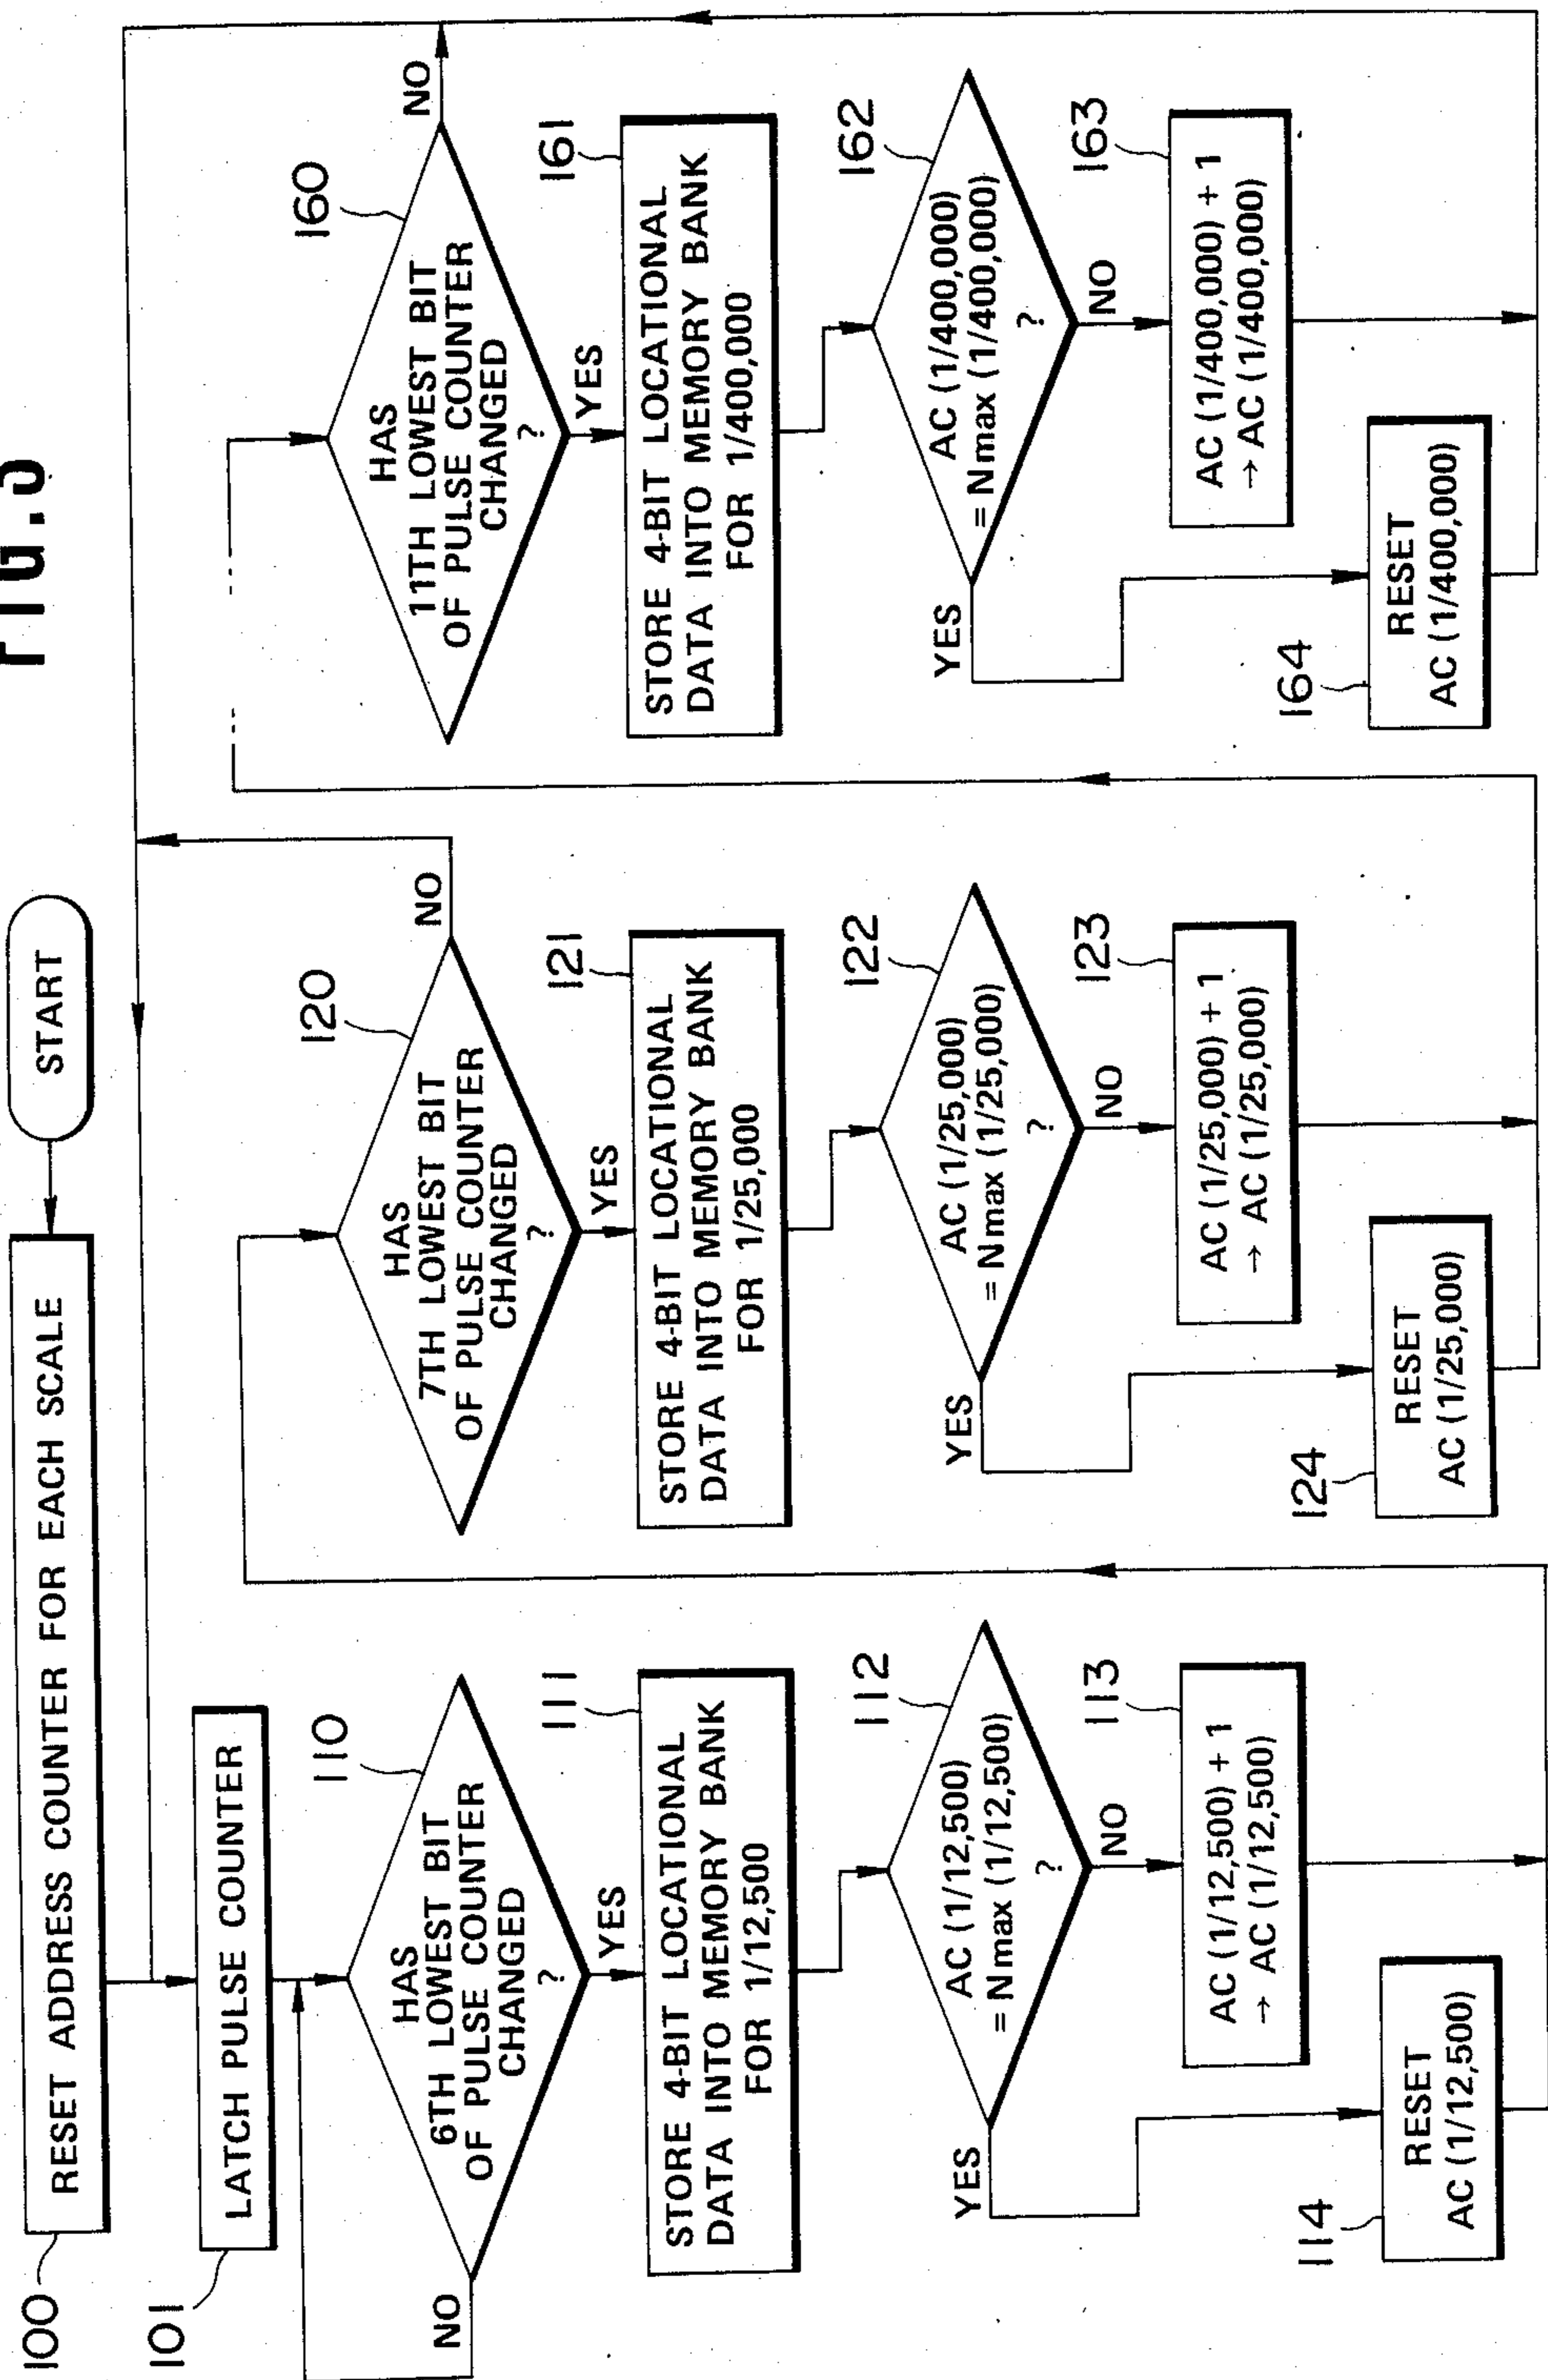 START
100
RESET ADDRESS COUNTER FOR EACH SCALE
101
LATCH PULSE COUNTER
110
HAS
6TH LOWEST BIT
OF PULSE COUNTER
CHANGED
?
NO
YES
111
STORE 4-BIT LOCATIONAL
DATA INTO MEMORY BANK
FOR 1/12,500
112
AC (1/12,500)
= Nmax (1/12,500)
?
YES
NO
113
AC (1/12,500) + 1
→ AC (1/12,500)
114
RESET
AC (1/12,500)
120
HAS
7TH LOWEST BIT
OF PULSE COUNTER
CHANGED
?
NO
YES
121
STORE 4-BIT LOCATIONAL
DATA INTO MEMORY BANK
FOR 1/25,000
122
AC (1/25,000)
= Nmax (1/25,000)
?
YES
NO
123
AC (1/25,000) + 1
→ AC (1/25,000)
124
RESET
AC (1/25,000)
160
HAS
11TH LOWEST BIT
OF PULSE COUNTER
CHANGED
?
NO
YES
161
STORE 4-BIT LOCATIONAL
DATA INTO MEMORY BANK
FOR 1/400,000
162
AC (1/400,000)
= Nmax (1/400,000)
?
YES
NO
163
AC (1/400,000) + 1
→ AC (1/400,000)
164
RESET
AC (1/400,000)